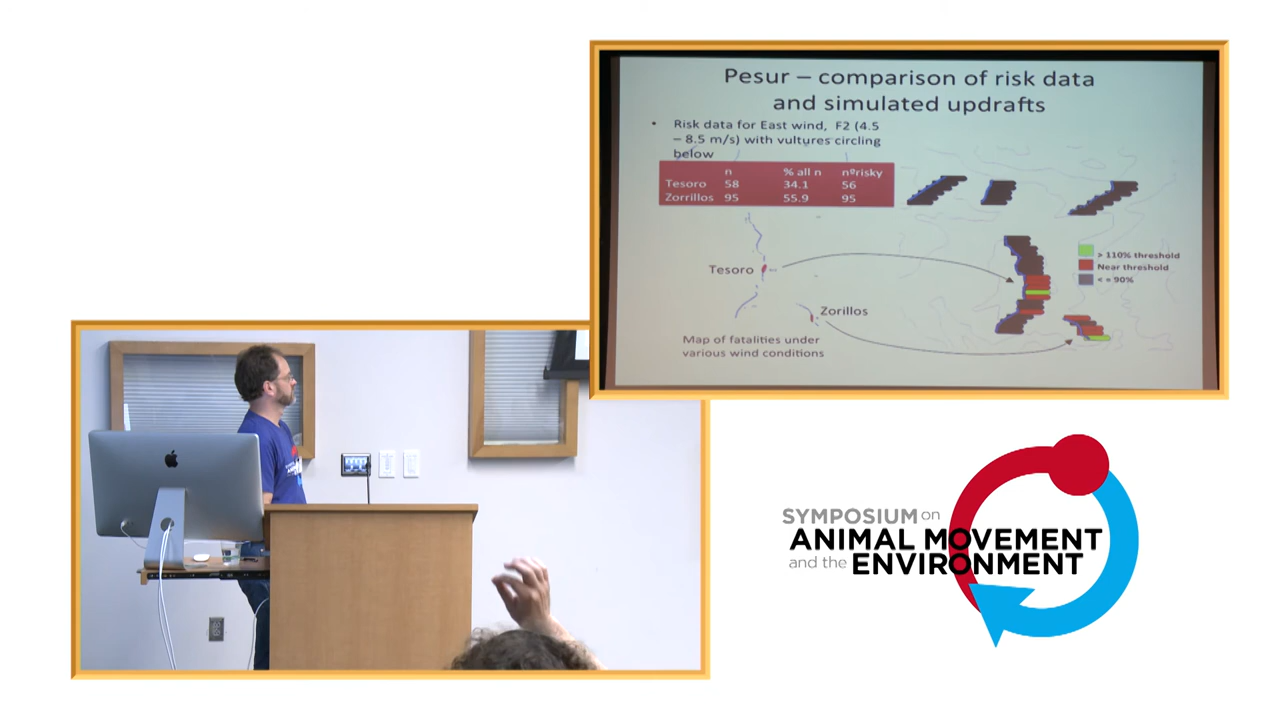 Pesur – comparison of risk data
and simulated updrafts
• Risk data for East wind, F2 (4.5
– 8.5 m/s) with vultures circling
below
n % all n nºrisky
Tesoro 58 34.1 56
Zorrillos 95 55.9 95
> 110% threshold
Near threshold
< = 90%
Tesoro
Zorillos
Map of fatalities under
various wind conditions
SYMPOSIUM on
ANIMAL MOVEMENT
and the ENVIRONMENT